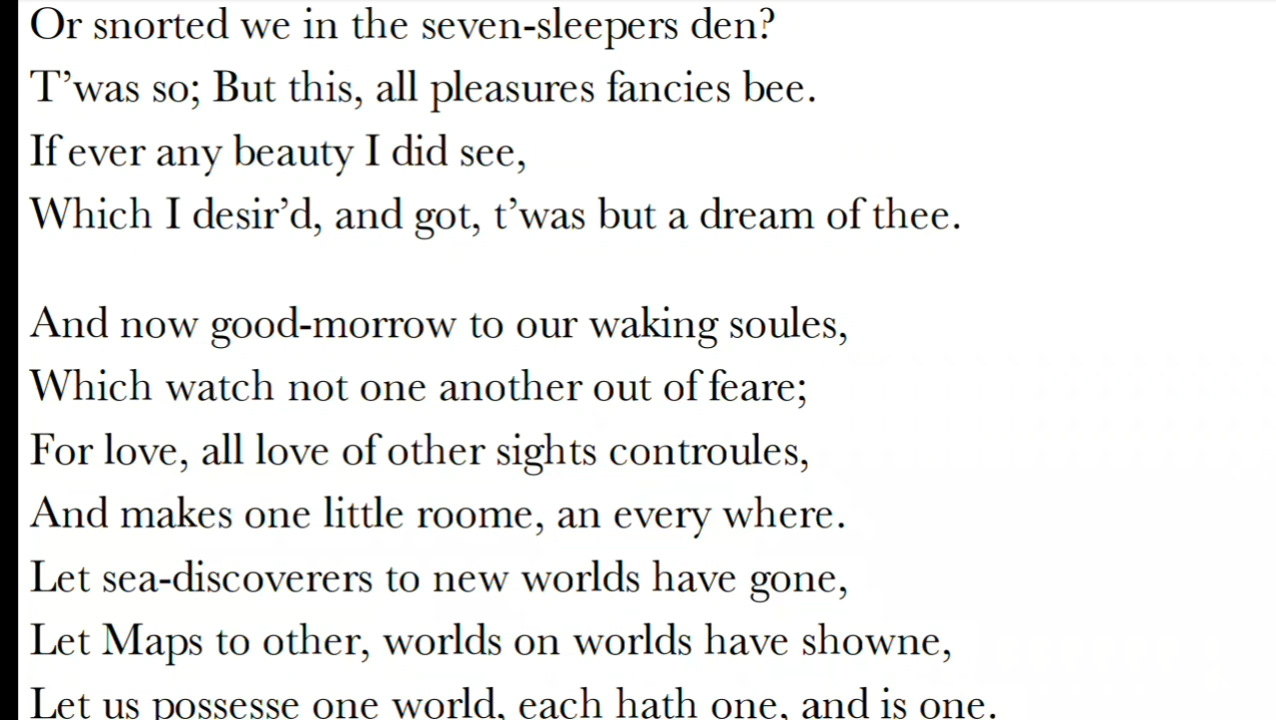 Or snorted we in the seven-sleepers den?
T’was so; But this, all pleasures fancies bee.
If ever any beauty I did see,
Which I desir’d, and got, t’was but a dream of thee.
And now good-morrow to our waking soules,
Which watch not one another out of feare;
For love, all love of other sights controules,
And makes one little roome, an every where.
Let sea-discoverers to new worlds have gone,
Let Maps to other, worlds on worlds have showne,
Let us possesse one world, each hath one, and is one.